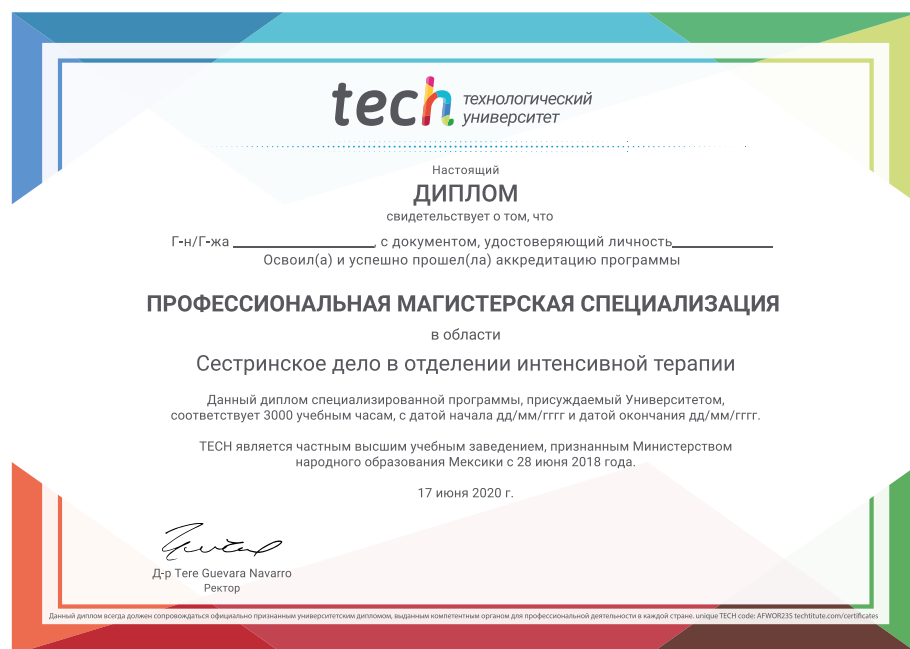 tech технологический
университет
Настоящий
ДИПЛОМ
свидетельствует о том, что
Г-н/Г-жа ____________________, с документом, удостоверяющий личность______________
Освоил(а) и успешно прошел(ла) аккредитацию программы
ПРОФЕССИОНАЛЬНАЯ МАГИСТЕРСКАЯ СПЕЦИАЛИЗАЦИЯ
в области
Сестринское дело в отделении интенсивной терапии
Данный диплом специализированной программы, присуждаемый Университетом,
соответствует 3000 учебным часам, с датой начала дд/мм/гггг и датой окончания дд/мм/гггг.
TECH является частным высшим учебным заведением, признанным Министерством
народного образования Мексики с 28 июня 2018 года.
17 июня 2020 г.
Д-р Tere Guevara Navarro
Ректор
Данный диплом всегда должен сопровождаться официально признанным университетским дипломом, выданным компетентным органом для профессиональной деятельности в каждой стране. unique TECH code: AFWOR23S techtitute.com/certificates